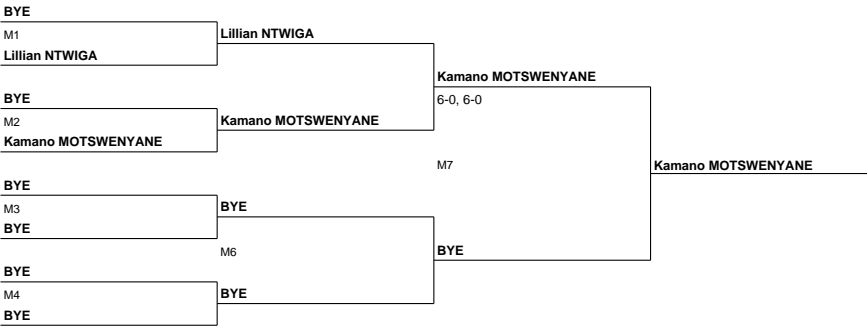 BYE
M1
Lillian NTWIGA
Lillian NTWIGA
BYE
M2
Kamano MOTSWENYANE
Kamano MOTSWENYANE
Kamano MOTSWENYANE
6-0, 6-0
M7
Kamano MOTSWENYANE
BYE
M3
BYE
BYE
M6
BYE
BYE
M4
BYE
BYE